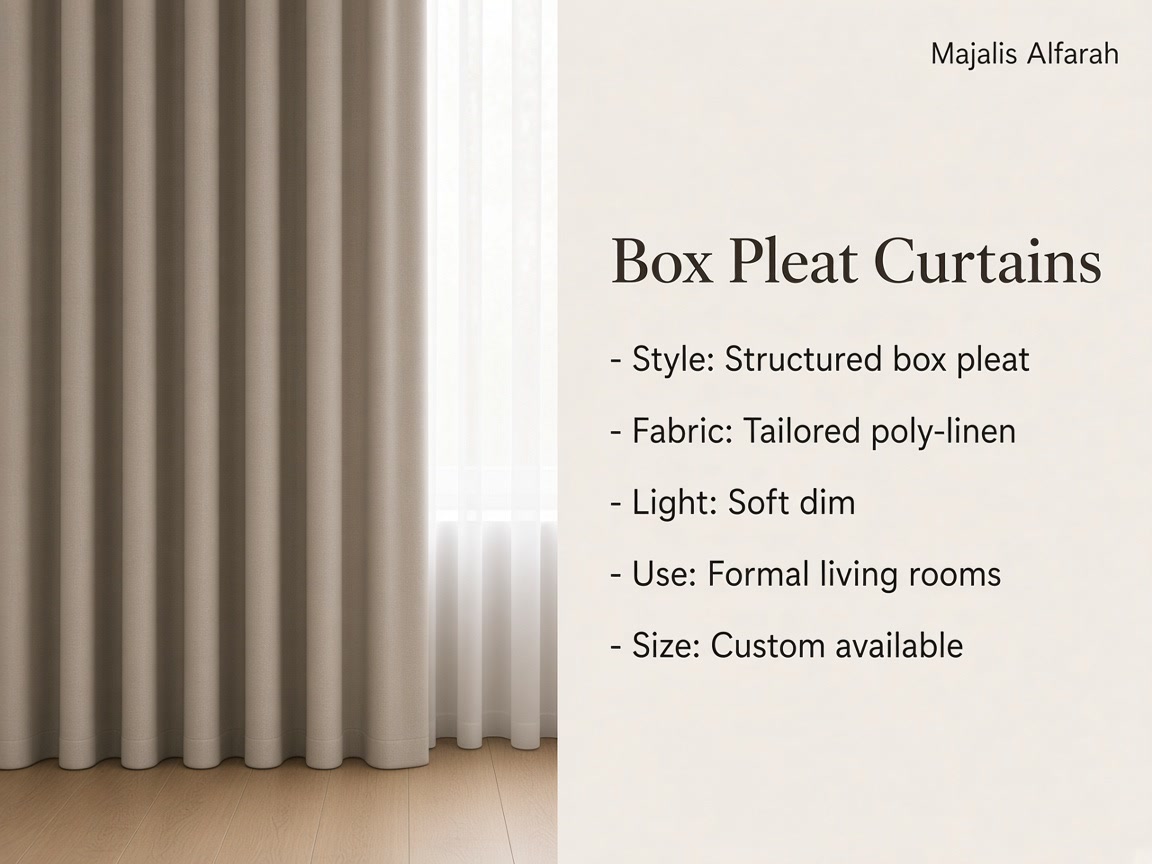 Majalis Alfarah
Box Pleat Curtains
- Style: Structured box pleat
- Fabric: Tailored poly-linen
- Light: Soft dim
- Use: Formal living rooms
- Size: Custom available